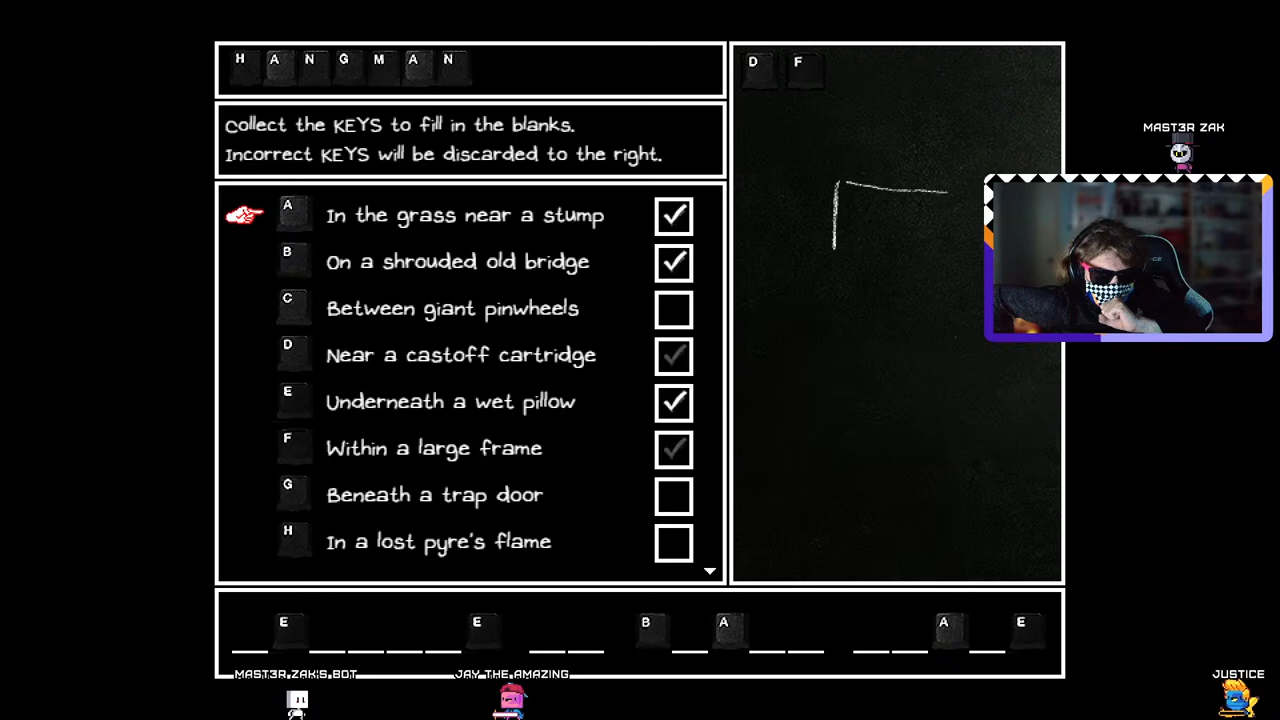 H A N G M A N
Collect the KEYS to fill in the blanks.
Incorrect KEYS will be discarded to the right.
A In the grass near a stump
B On a shrouded old bridge
C Between giant pinwheels
D Near a castoff cartridge
E Underneath a wet pillow
F Within a large frame
G Beneath a trap door
H In a lost pyre's flame
D F
MAST3R ZAK
_ E _ _ _ _ E _ _ B _ A _ _ _ _ A _ E
MAST3R ZAK'S BOT
JAY THE AMAZING
JUSTICE